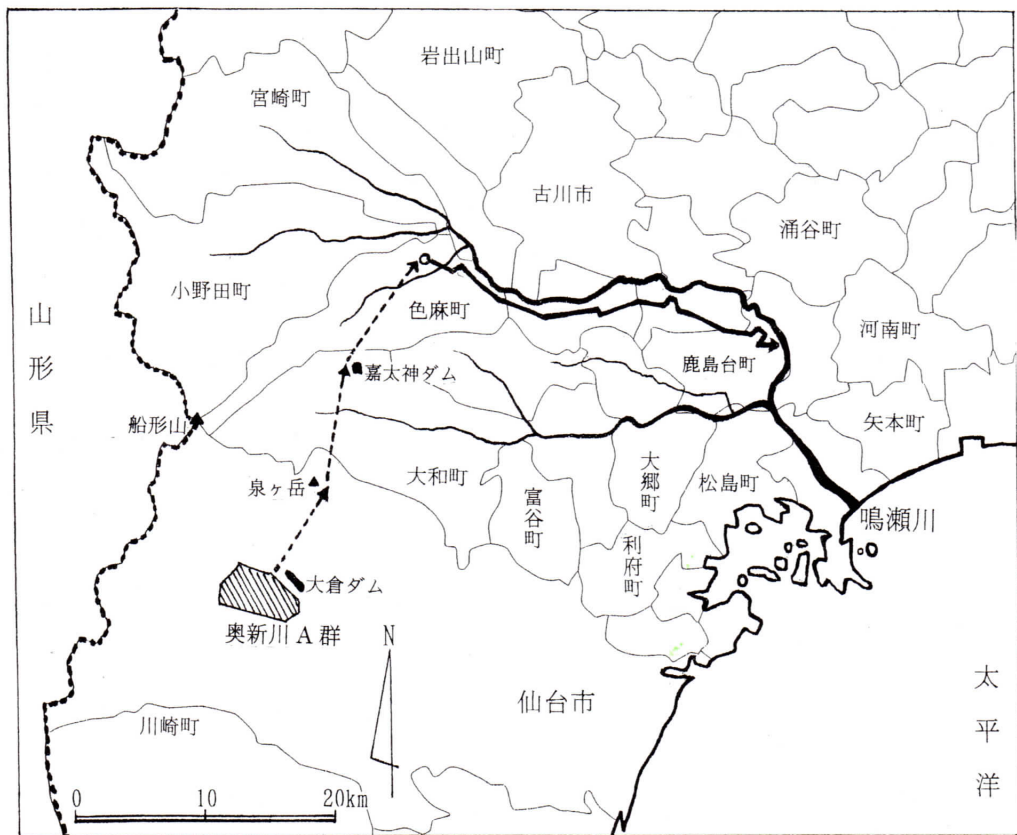 岩出山町
宮崎町
古川市
涌谷町
小野田町
色麻町
河南町
山形県
鹿島台町
嘉太神ダム
船形山
矢本町
大和町
大郷町
松島町
泉ヶ岳
富谷町
鳴瀬川
利府町
大倉ダム
奥新川A群
N
仙台市
太平洋
川崎町
0 10 20km